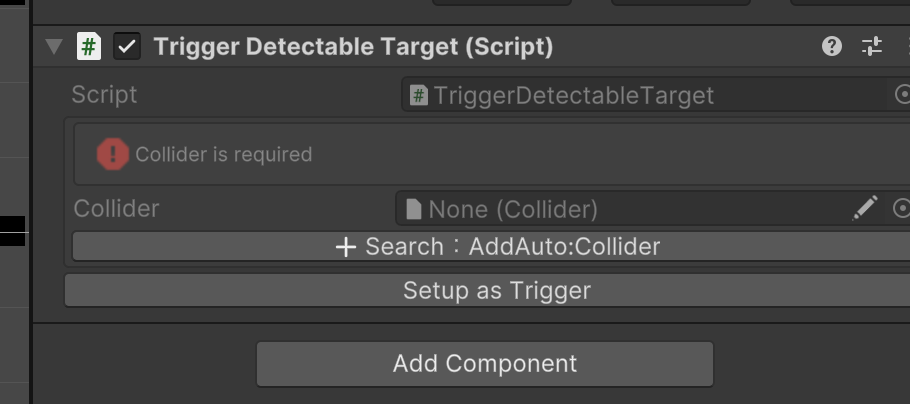 Trigger Detectable Target (Script)
Script
TriggerDetectableTarget
Collider is required
Collider
None (Collider)
Search : AddAuto:Collider
Setup as Trigger
Add Component